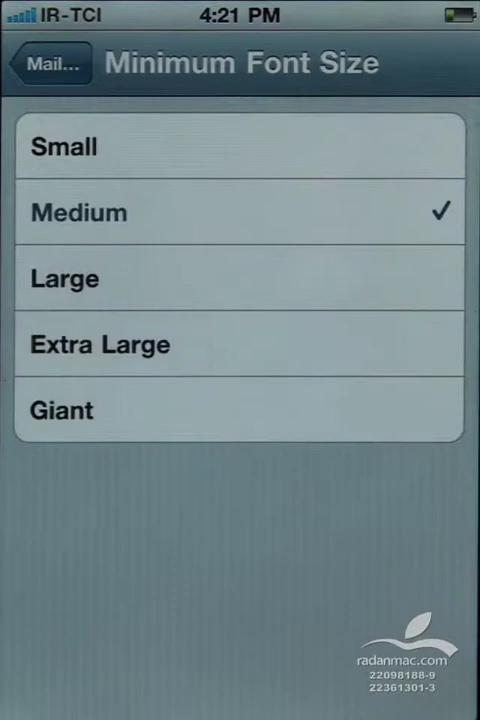 IR-TCI 4:21 PM
Mail... Minimum Font Size
Small
Medium
Large
Extra Large
Giant
radanmac.com
22098188-9
22361301-3